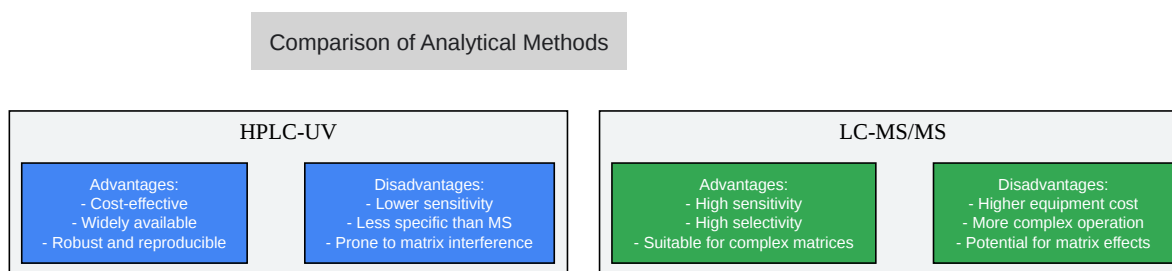 Comparison of Analytical Methods
HPLC-UV
Advantages:
- Cost-effective
- Widely available
- Robust and reproducible
Disadvantages:
- Lower sensitivity
- Less specific than MS
- Prone to matrix interference
LC-MS/MS
Advantages:
- High sensitivity
- High selectivity
- Suitable for complex matrices
Disadvantages:
- Higher equipment cost
- More complex operation
- Potential for matrix effects